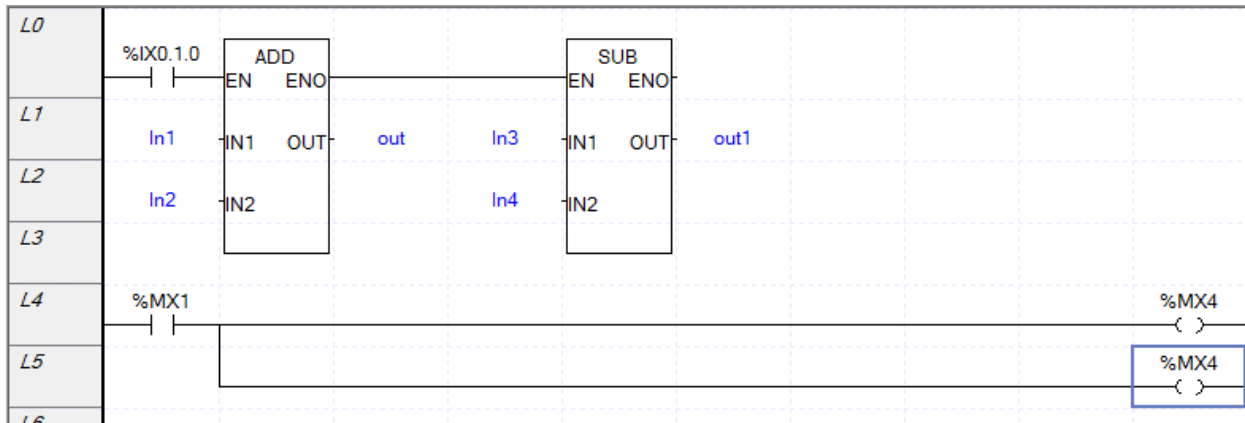 L0
%IX0.1.0 ADD SUB
EN ENO EN ENO
L1
In1 IN1 OUT out In3 IN1 OUT out1
L2
In2 IN2 In4 IN2
L3
L4
%MX1 %MX4
L5
%MX4
L6